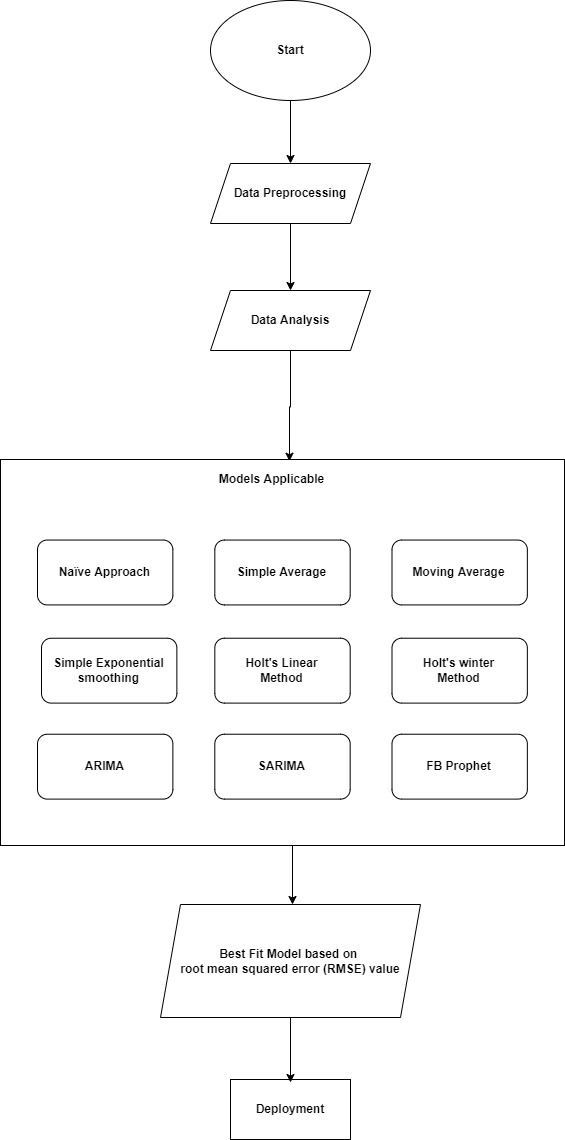 Start
Data Preprocessing
Data Analysis
Models Applicable
Naïve Approach
Simple Average
Moving Average
Simple Exponential
smoothing
Holt's Linear
Method
Holt's winter
Method
ARIMA
SARIMA
FB Prophet
Best Fit Model based on
root mean squared error (RMSE) value
Deployment